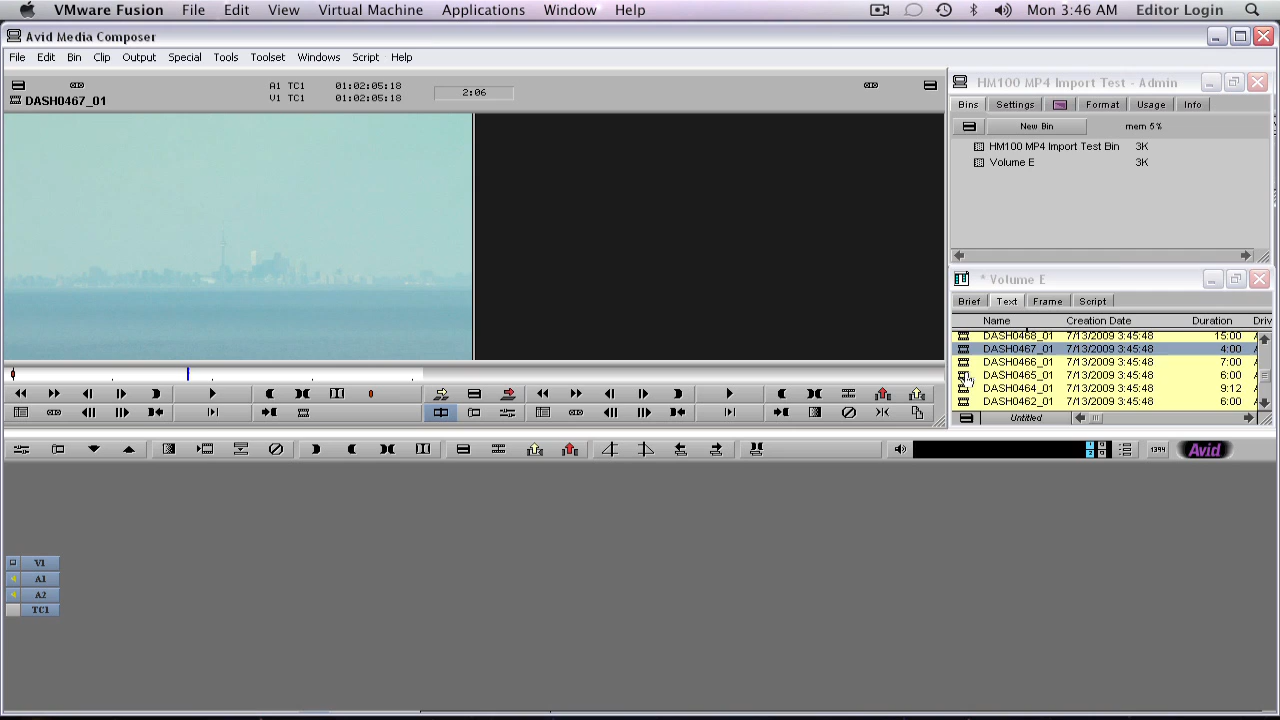 VMware Fusion File Edit View Virtual Machine Applications Window Help Mon 3:46 AM Editor Login
Avid Media Composer
File Edit Bin Clip Output Special Tools Toolset Windows Script Help
A1 TC1 01:02:05:18
V1 TC1 01:02:05:18
2:06
DASH0467_01
HM100 MP4 Import Test - Admin
Bins Settings Format Usage Info
New Bin mem 5%
HM100 MP4 Import Test Bin 3K
Volume E 3K
* Volume E
Brief Text Frame Script
Name Creation Date Duration Driv
DASH0468_01 7/13/2009 3:45:48 15:00
DASH0467_01 7/13/2009 3:45:48 4:00
DASH0466_01 7/13/2009 3:45:48 7:00
DASH0465_01 7/13/2009 3:45:48 6:00
DASH0464_01 7/13/2009 3:45:48 9:12
DASH0462_01 7/13/2009 3:45:48 6:00
Untitled
1394 Avid
V1
A1
A2
TC1